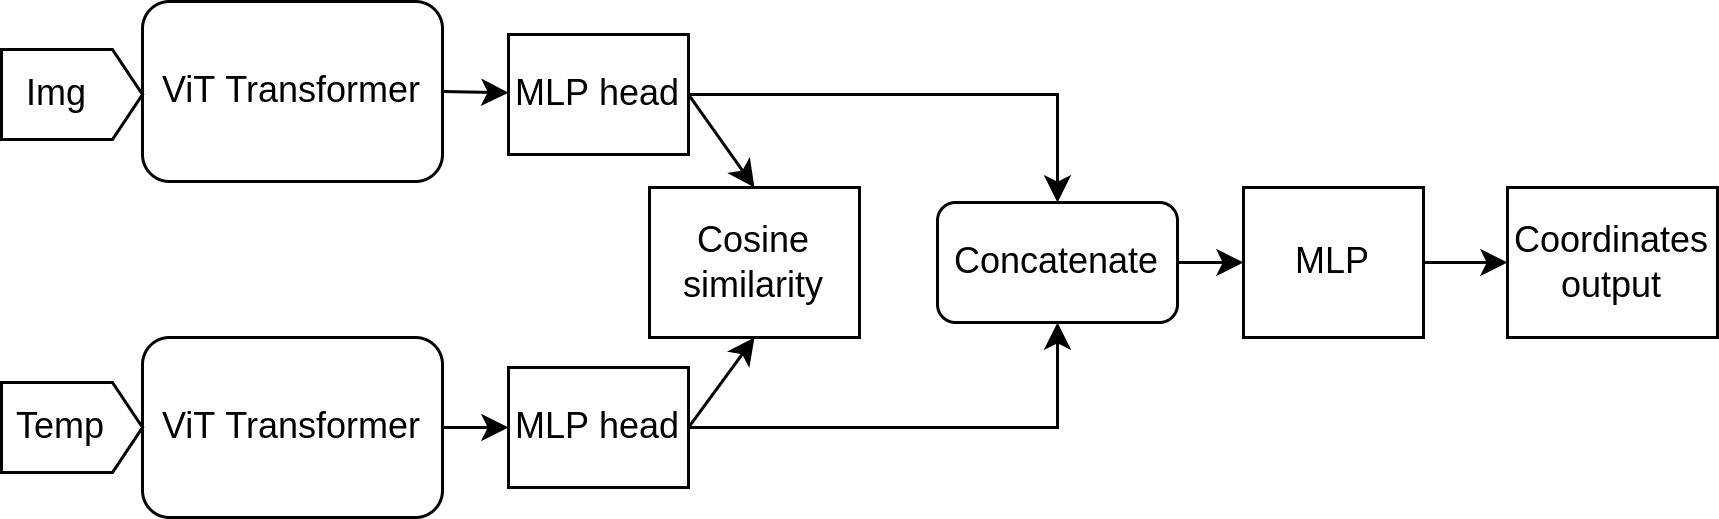 Img
ViT Transformer
MLP head
Cosine
similarity
Concatenate
MLP
Coordinates
output
Temp
ViT Transformer
MLP head